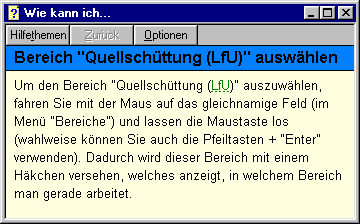 Wie kann ich...
Hilfethemen Zurück Optionen
Bereich "Quellschüttung (LfU)" auswählen
Um den Bereich "Quellschüttung (LfU)" auszuwählen,
fahren Sie mit der Maus auf das gleichnamige Feld (im
Menü "Bereiche") und lassen die Maustaste los
(wahlweise können Sie auch die Pfeiltasten + "Enter"
verwenden). Dadurch wird dieser Bereich mit einem
Häkchen versehen, welches anzeigt, in welchem Bereich
man gerade arbeitet.